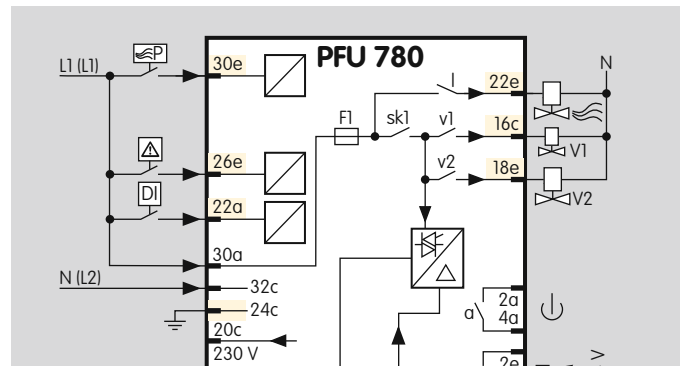 PFU 780
L1 (L1)
P
30e
I
22e
N
F1
sk1
v1
16c
V1
26e
v2
18e
V2
DI
22a
30a
N (L2)
32c
24c
20c
230 V
a
2a
4a
2e
V